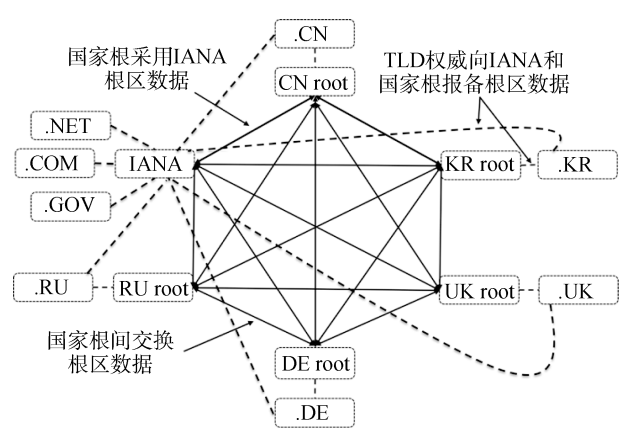 .CN
国家根采用IANA
根区数据
CN root
TLD权威向IANA和
国家根报备根区数据
.NET
.COM
IANA
.GOV
KR root
.KR
.RU
RU root
UK root
.UK
国家根间交换
根区数据
DE root
.DE